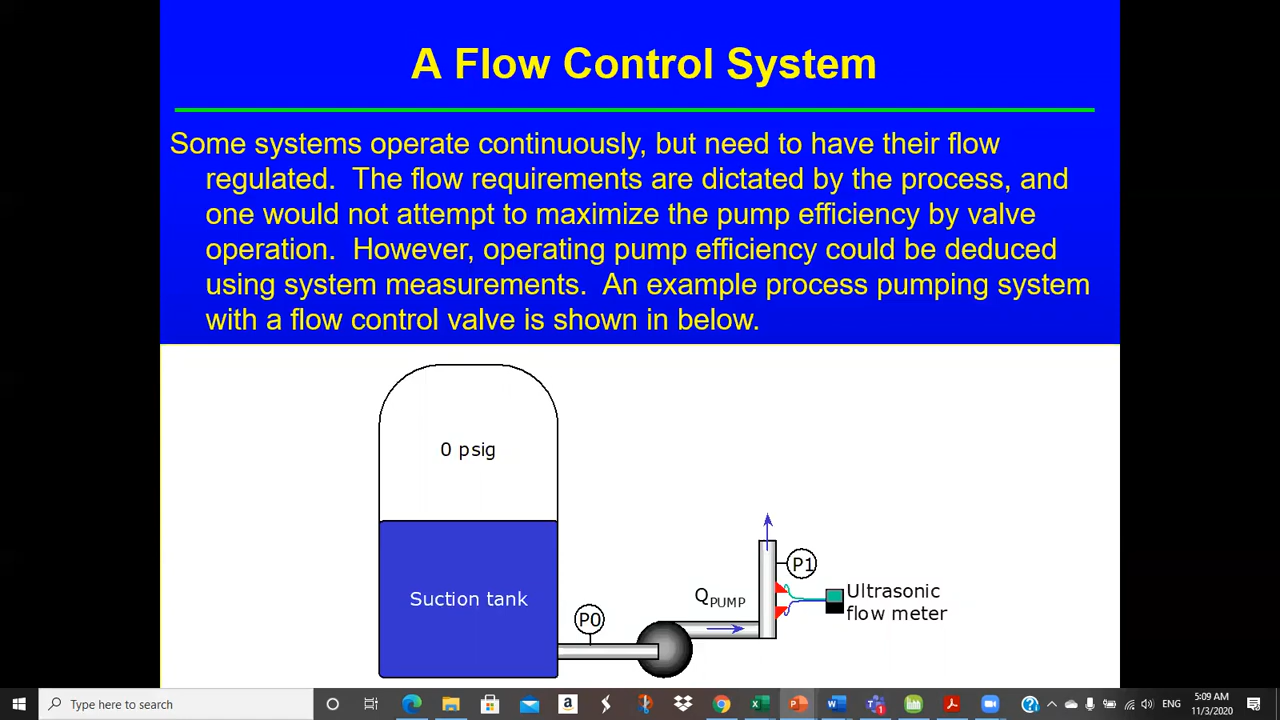 A Flow Control System
Some systems operate continuously, but need to have their flow
regulated. The flow requirements are dictated by the process, and
one would not attempt to maximize the pump efficiency by valve
operation. However, operating pump efficiency could be deduced
using system measurements. An example process pumping system
with a flow control valve is shown in below.
0 psig
Suction tank
P0
QPUMP
P1
Ultrasonic
flow meter
Type here to search
5:09 AM
11/3/2020